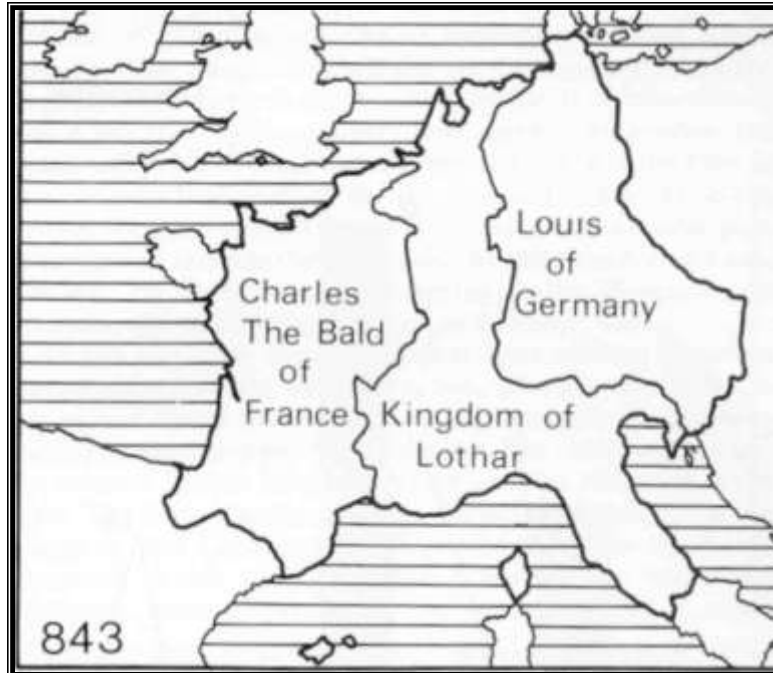 Louis
of
Germany
Charles
The Bald
of
France
Kingdom of
Lothar
843